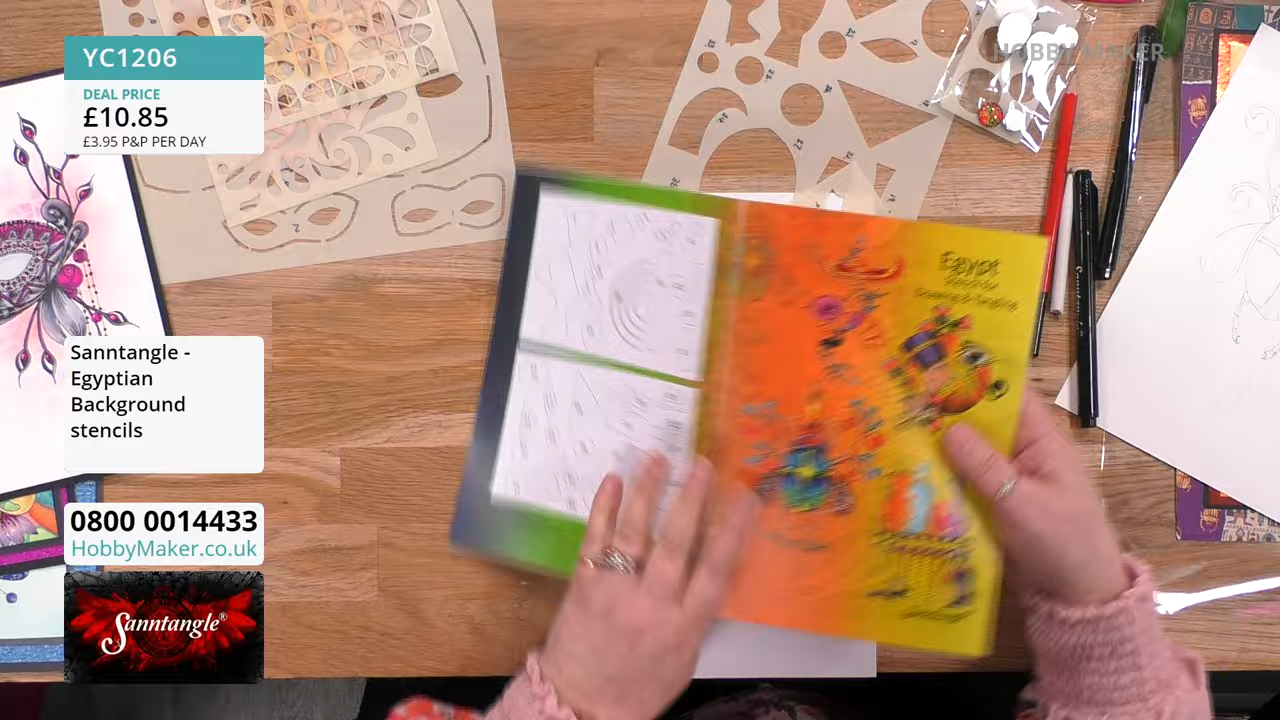 YC1206
DEAL PRICE
£10.85
£3.95 P&P PER DAY
HOBBYMAKER
Egypt
Sanntangle -
Egyptian
Background
stencils
0800 0014433
HobbyMaker.co.uk
Sanntangle®